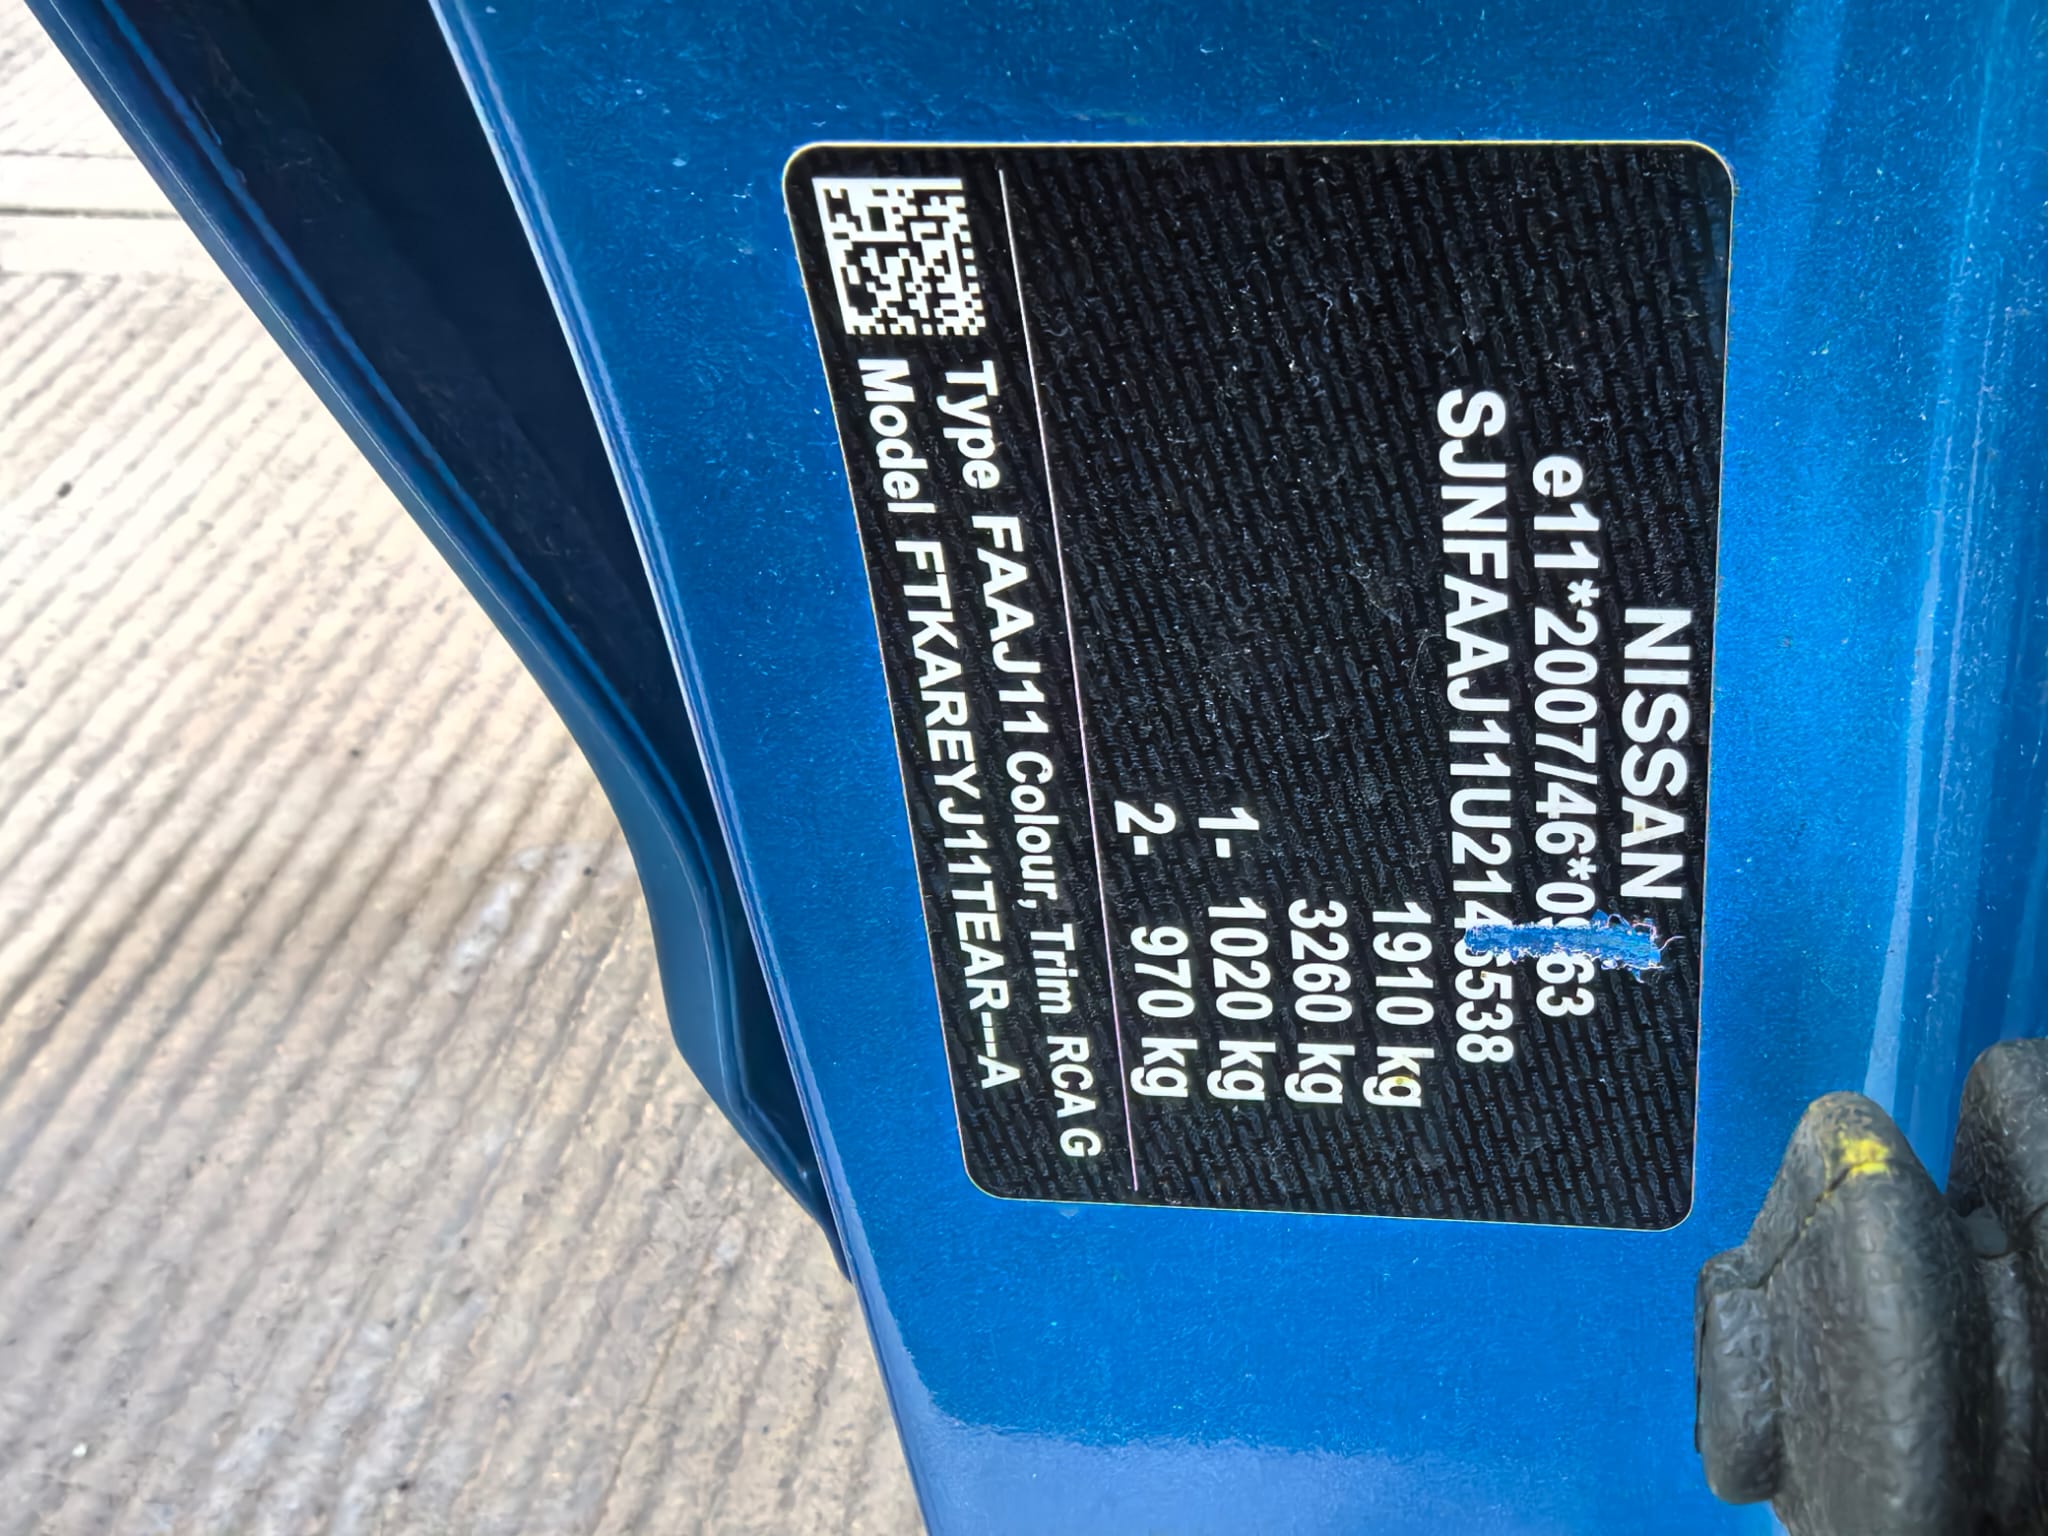 NISSAN
1910 kg
3260 kg
1- 1020 kg
2- 970 kg
Type FAAJ11 Colour, Trim RCA G
Model FTKAREYJ11TEAR---A